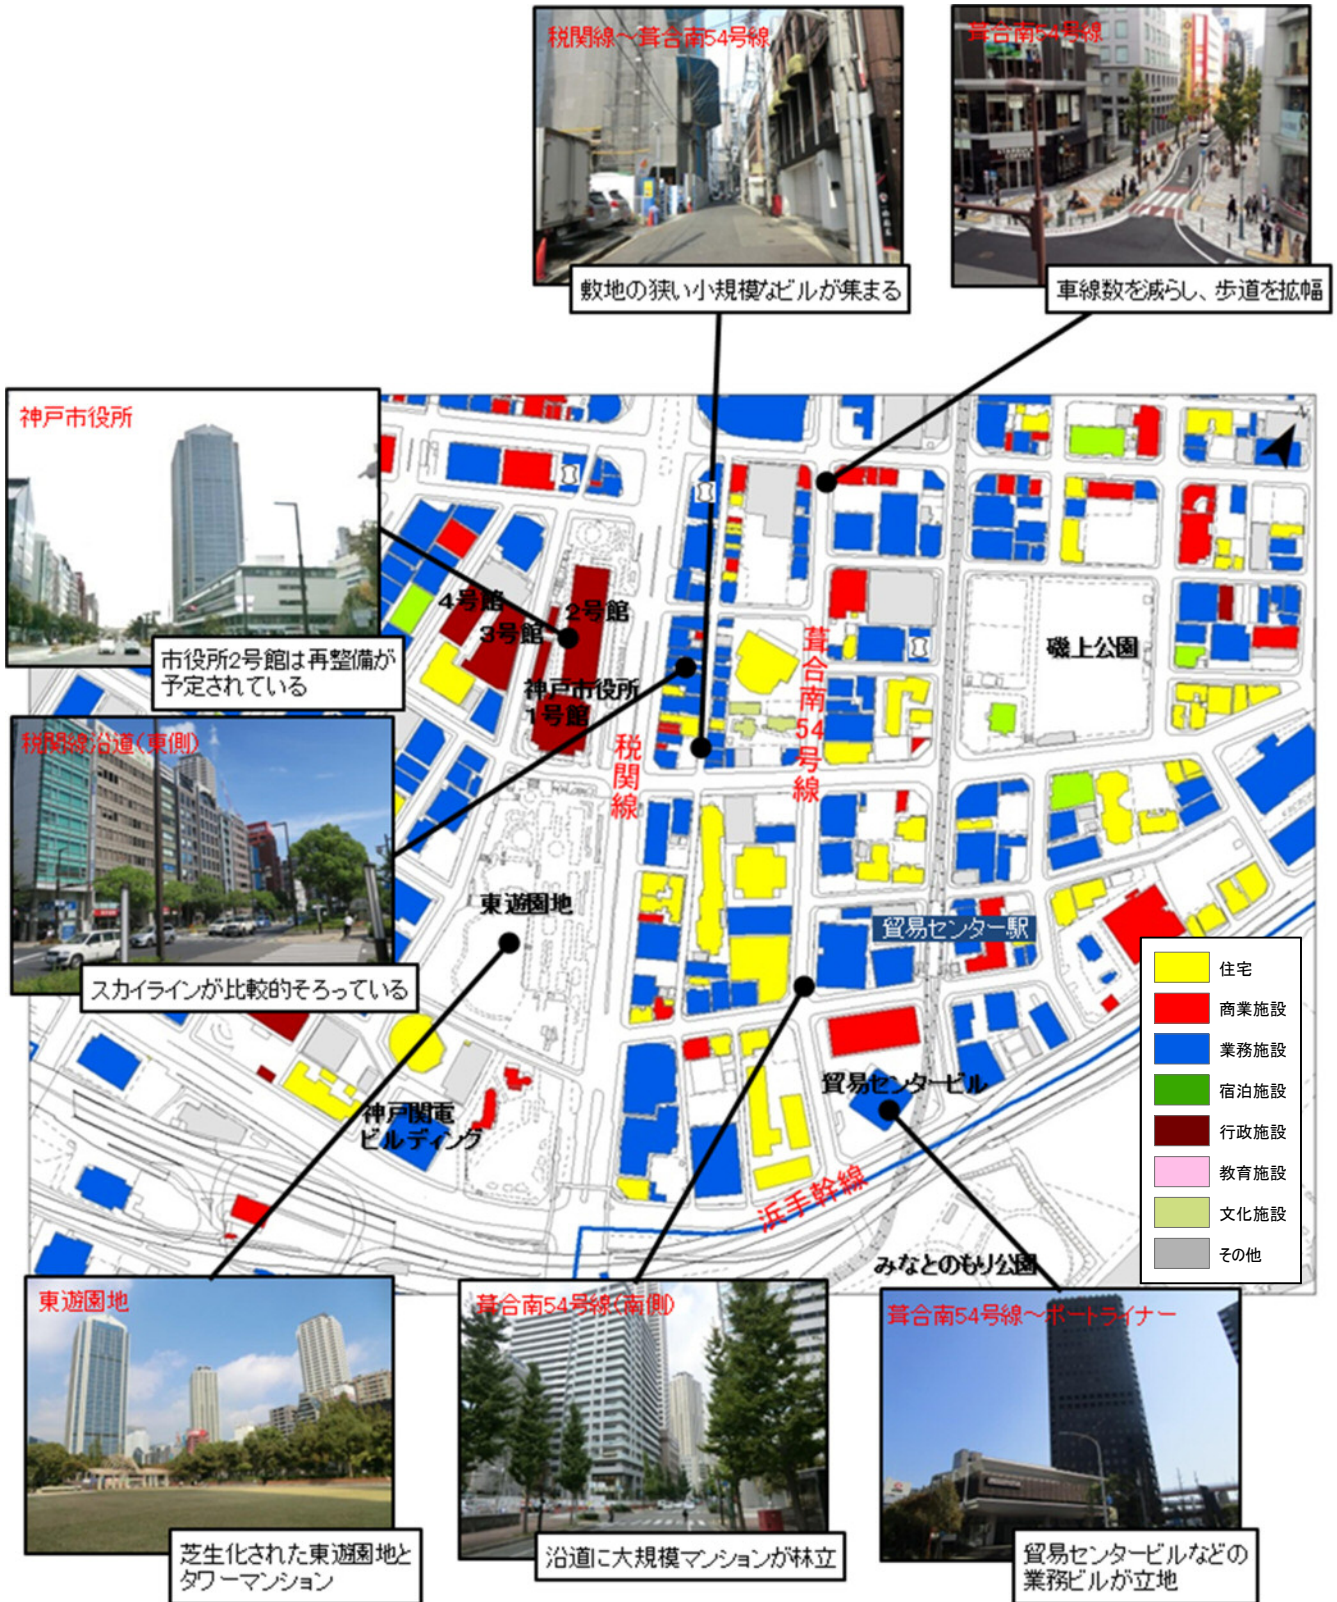 税関線～葺合南54号線
敷地の狭い小規模なビルが集まる
葺合南54号線
車線数を減らし、歩道を拡幅
神戸市役所
市役所2号館は再整備が
予定されている
税関線沿道(東側)
スカイラインが比較的そろっている
4号館
3号館
2号館
神戸市役所
1号館
税関線
葺合南54号線
磯上公園
東遊園地
貿易センター駅
貿易センタービル
神戸関電
ビルディング
浜手幹線
みなとのもり公園
住宅
商業施設
業務施設
宿泊施設
行政施設
教育施設
文化施設
その他
東遊園地
芝生化された東遊園地と
タワーマンション
葺合南54号線(南側)
沿道に大規模マンションが林立
葺合南54号線～ポートライナー
貿易センタービルなどの
業務ビルが立地